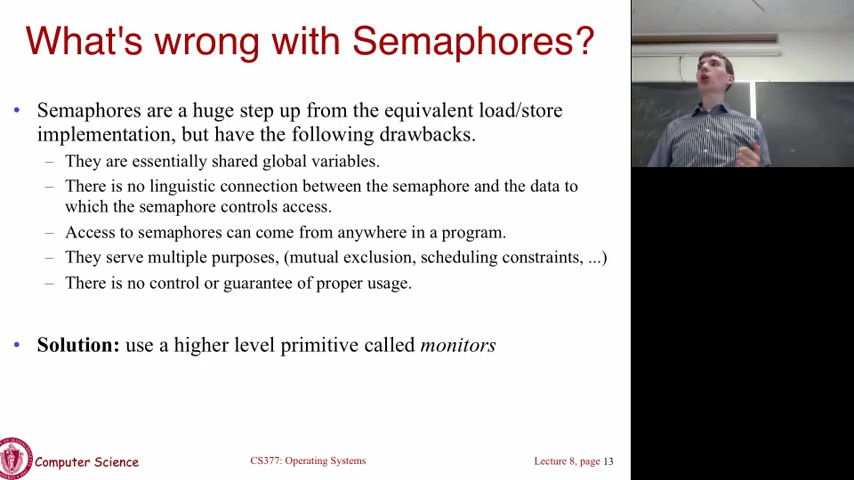 What's wrong with Semaphores?
• Semaphores are a huge step up from the equivalent load/store
implementation, but have the following drawbacks.
– They are essentially shared global variables.
– There is no linguistic connection between the semaphore and the data to
which the semaphore controls access.
– Access to semaphores can come from anywhere in a program.
– They serve multiple purposes, (mutual exclusion, scheduling constraints, ...)
– There is no control or guarantee of proper usage.
• Solution: use a higher level primitive called monitors
Computer Science
CS377: Operating Systems
Lecture 8, page 13